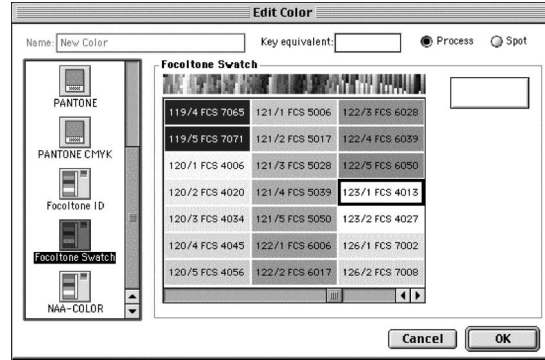 Edit Color
Name: New Color
Key equivalent:
Process
Spot
PANTONE
PANTONE CMYK
Focoltone ID
Focoltone Swatch
NAA-COLOR
Focoltone Swatch
119/4 FCS 7065 121/1 FCS 5006 122/3 FCS 6028
119/5 FCS 7071 121/2 FCS 5017 122/4 FCS 6039
120/1 FCS 4006 121/3 FCS 5028 122/5 FCS 6050
120/2 FCS 4020 121/4 FCS 5039 123/1 FCS 4013
120/3 FCS 4034 121/5 FCS 5050 123/2 FCS 4027
120/4 FCS 4045 122/1 FCS 6006 126/1 FCS 7002
120/5 FCS 4056 122/2 FCS 6017 126/2 FCS 7008
Cancel
OK